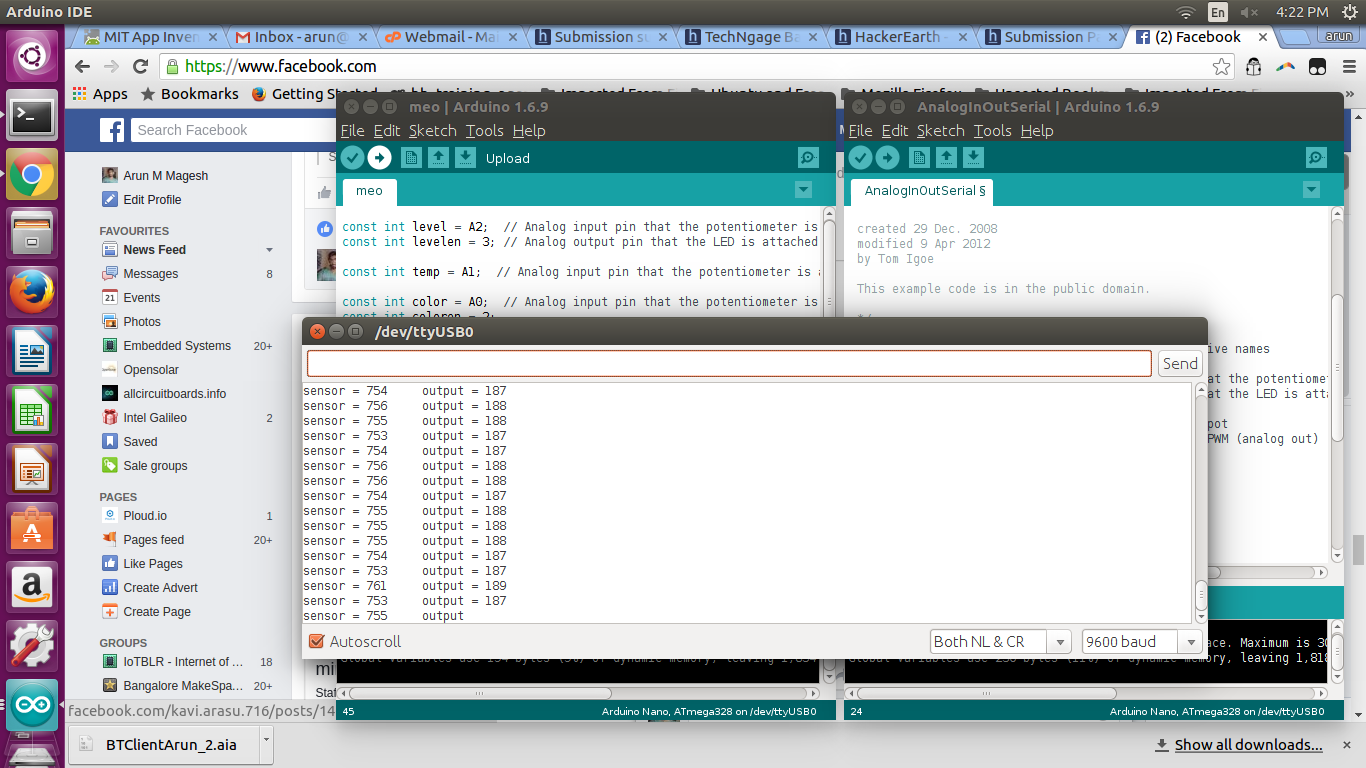 Arduino IDE
En
4:22 PM
MIT App Inven
Inbox - arun@
Webmail - Mai
Submission su
TechNgage Ba
HackerEarth -
Submission P
(2) Facebook
arun
https://www.facebook.com
Apps
Bookmarks
Getting Started
Search Facebook
Arun M Magesh
Edit Profile
FAVOURITES
News Feed
Messages 8
Events
Photos
Embedded Systems 20+
Opensolar
allcircuitboards.info
Intel Galileo 2
Saved
Sale groups
PAGES
Ploud.io 1
Pages feed 20+
Like Pages
Create Advert
Create Page
GROUPS
IoTBLR - Internet of ... 18
Bangalore MakeSpa... 20+
facebook.com/kavi.arasu.716/posts/14
meo | Arduino 1.6.9
File Edit Sketch Tools Help
Upload
meo
const int level = A2; // Analog input pin that the potentiometer is
const int levelen = 3; // Analog output pin that the LED is attached
const int temp = A1; // Analog input pin that the potentiometer is a
const int color = A0; // Analog input pin that the potentiometer is
const int coloren = 2;
AnalogInOutSerial | Arduino 1.6.9
File Edit Sketch Tools Help
AnalogInOutSerial §
created 29 Dec. 2008
modified 9 Apr 2012
by Tom Igoe
This example code is in the public domain.
*/
ive names
at the potentiomet
at the LED is atta
pot
PWM (analog out)
/dev/ttyUSB0
Send
sensor = 754 output = 187
sensor = 756 output = 188
sensor = 755 output = 188
sensor = 753 output = 187
sensor = 754 output = 187
sensor = 756 output = 188
sensor = 756 output = 188
sensor = 754 output = 187
sensor = 755 output = 188
sensor = 755 output = 188
sensor = 755 output = 188
sensor = 754 output = 187
sensor = 753 output = 187
sensor = 761 output = 189
sensor = 753 output = 187
sensor = 755 output
Autoscroll
Both NL & CR
9600 baud
ace. Maximum is 30
leaving 1,818
45
Arduino Nano, ATmega328 on /dev/ttyUSB0
24
Arduino Nano, ATmega328 on /dev/ttyUSB0
BTClientArun_2.aia
Show all downloads...